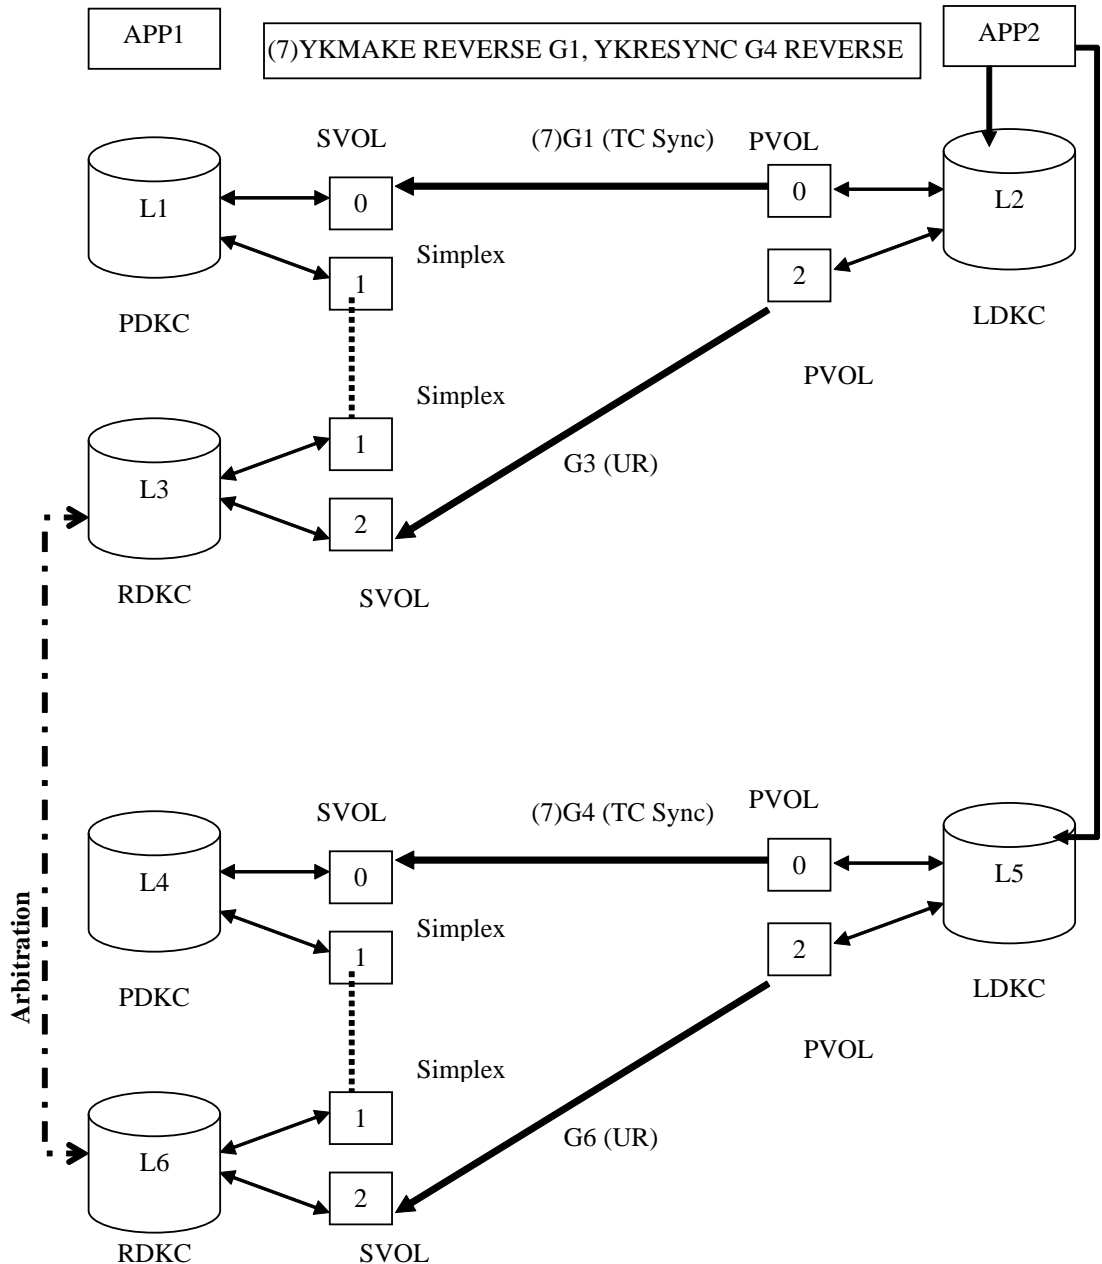 APP1
(7)YKMAKE REVERSE G1, YKRESYNC G4 REVERSE
APP2
SVOL
(7)G1 (TC Sync)
PVOL
L1
0
0
L2
Simplex
1
2
PDKC
LDKC
PVOL
Simplex
1
G3 (UR)
L3
2
RDKC
SVOL
SVOL
(7)G4 (TC Sync)
PVOL
L4
0
0
L5
Simplex
1
2
PDKC
LDKC
Arbitration
PVOL
Simplex
1
G6 (UR)
L6
2
RDKC
SVOL